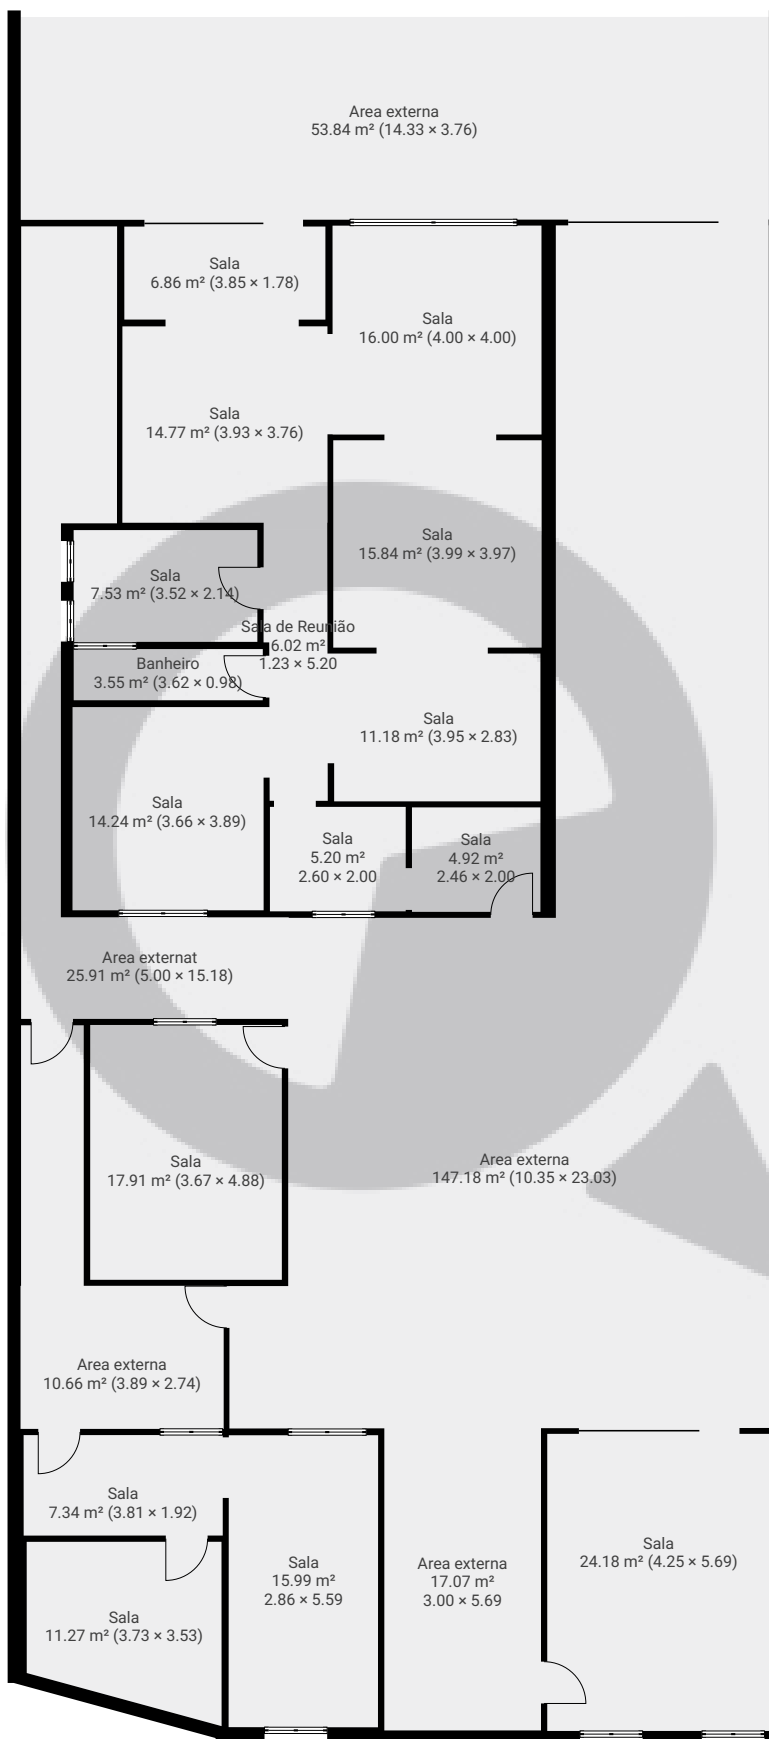 Area externa
53.84 m² (14.33 × 3.76)
Sala
6.86 m² (3.85 × 1.78)
Sala
16.00 m² (4.00 × 4.00)
Sala
14.77 m² (3.93 × 3.76)
Sala
15.84 m² (3.99 × 3.97)
Sala
7.53 m² (3.52 × 2.14)
Sala de Reunião
6.02 m²
1.23 × 5.20
Banheiro
3.55 m² (3.62 × 0.98)
Sala
11.18 m² (3.95 × 2.83)
Sala
14.24 m² (3.66 × 3.89)
Sala
5.20 m²
2.60 × 2.00
Sala
4.92 m²
2.46 × 2.00
Area externat
25.91 m² (5.00 × 15.18)
Sala
17.91 m² (3.67 × 4.88)
Area externa
147.18 m² (10.35 × 23.03)
Area externa
10.66 m² (3.89 × 2.74)
Sala
7.34 m² (3.81 × 1.92)
Sala
15.99 m²
2.86 × 5.59
Area externa
17.07 m²
3.00 × 5.69
Sala
24.18 m² (4.25 × 5.69)
Sala
11.27 m² (3.73 × 3.53)